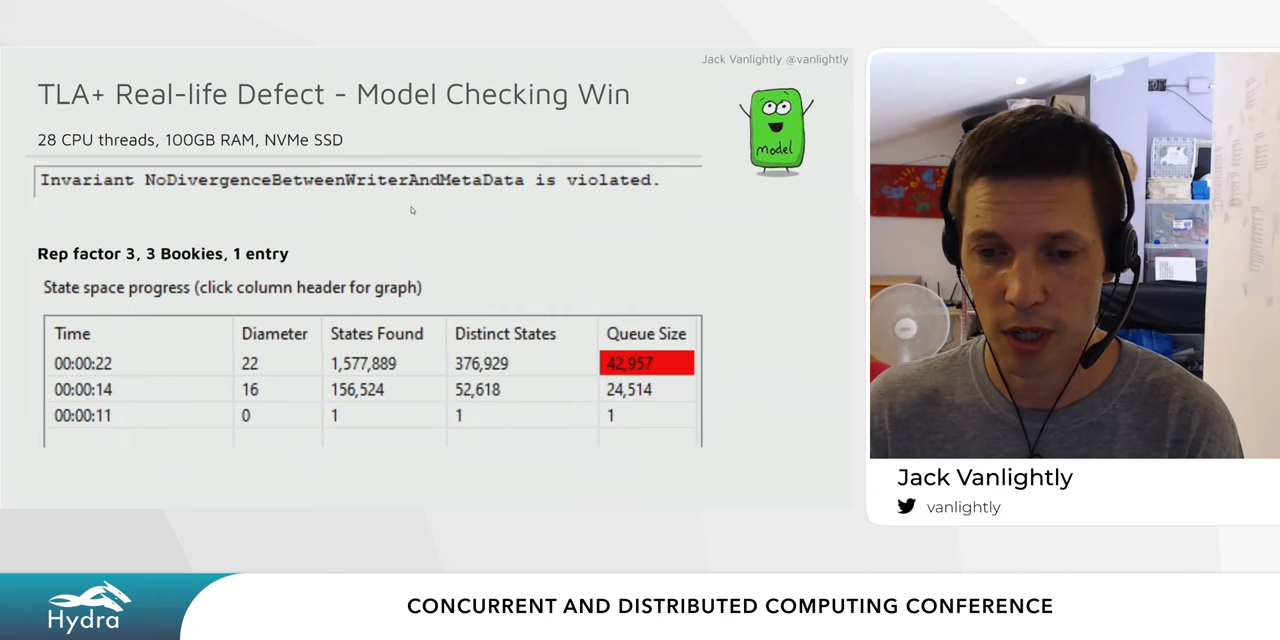 Jack Vanlightly @vanlightly
TLA+ Real-life Defect - Model Checking Win
28 CPU threads, 100GB RAM, NVMe SSD
model
Invariant NoDivergenceBetweenWriterAndMetaData is violated.
Rep factor 3, 3 Bookies, 1 entry
State space progress (click column header for graph)
Time Diameter States Found Distinct States Queue Size
00:00:22 22 1,577,889 376,929 42,957
00:00:14 16 156,524 52,618 24,514
00:00:11 0 1 1 1
Jack Vanlightly
vanlightly
Hydra
CONCURRENT AND DISTRIBUTED COMPUTING CONFERENCE